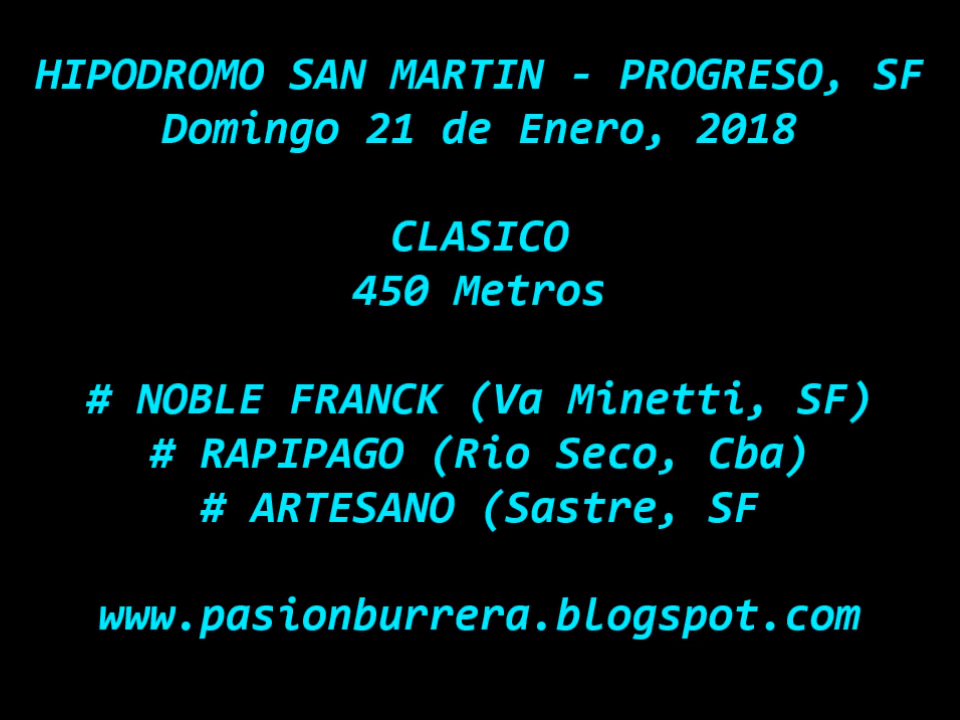 HIPODROMO SAN MARTIN - PROGRESO, SF
Domingo 21 de Enero, 2018
CLASICO
450 Metros
# NOBLE FRANCK (Va Minetti, SF)
# RAPIPAGO (Rio Seco, Cba)
# ARTESANO (Sastre, SF
www.pasionburrera.blogspot.com